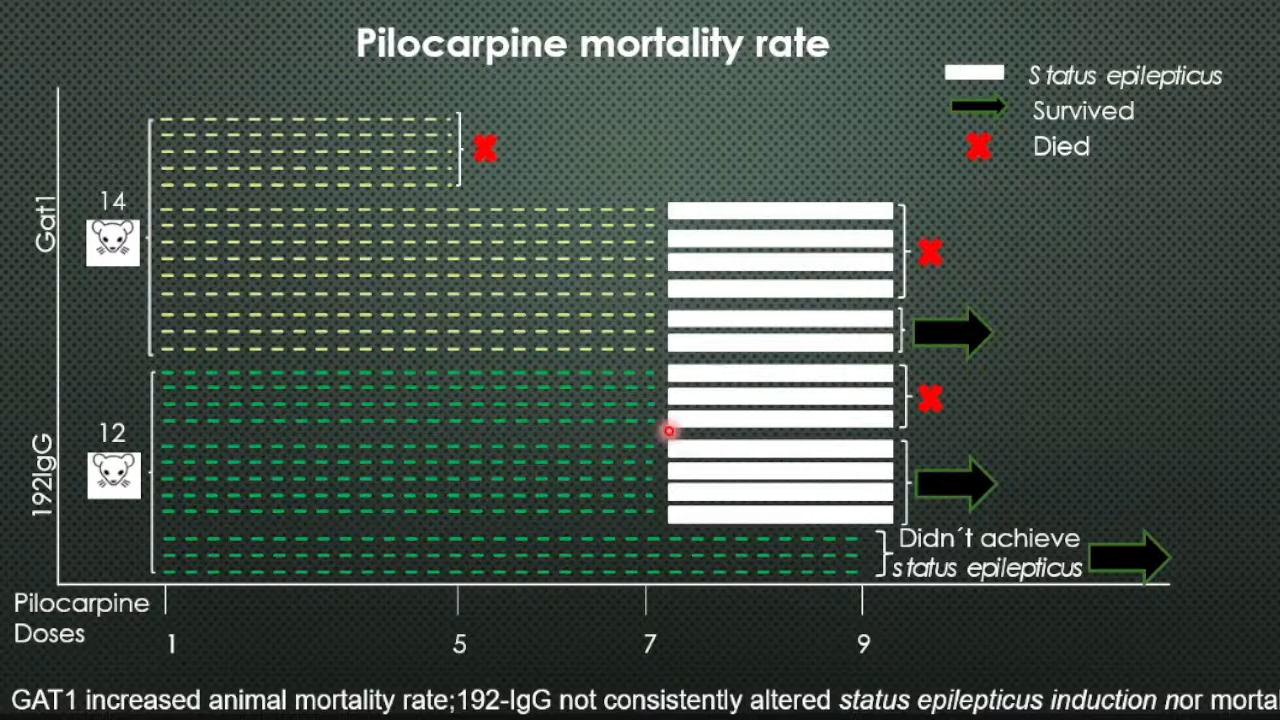 Pilocarpine mortality rate
Status epilepticus
Survived
Died
Gat1
14
192IgG
12
Didn´t achieve
status epilepticus
Pilocarpine
Doses
1
5
7
9
GAT1 increased animal mortality rate;192-IgG not consistently altered status epilepticus induction nor morta